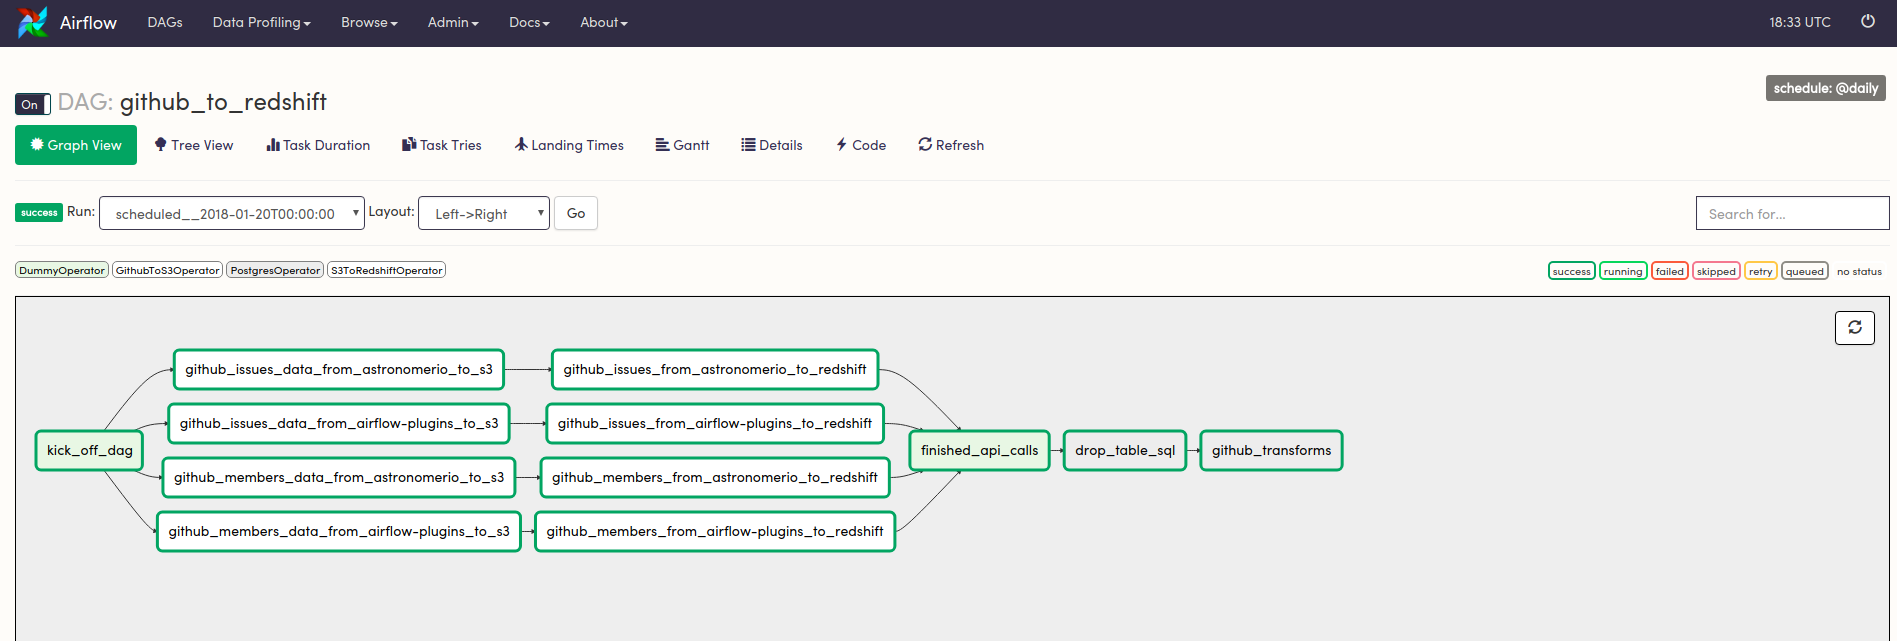 Airflow DAGs Data Profiling Browse Admin Docs About 18:33 UTC
schedule: @daily
On DAG: github_to_redshift
Graph View Tree View Task Duration Task Tries Landing Times Gantt Details Code Refresh
success Run: scheduled__2018-01-20T00:00:00 Layout: Left->Right Go Search for...
DummyOperator GithubToS3Operator PostgresOperator S3ToRedshiftOperator success running failed skipped retry queued no status
github_issues_data_from_astronomerio_to_s3 github_issues_from_astronomerio_to_redshift
github_issues_data_from_airflow-plugins_to_s3 github_issues_from_airflow-plugins_to_redshift
kick_off_dag finished_api_calls drop_table_sql github_transforms
github_members_data_from_astronomerio_to_s3 github_members_from_astronomerio_to_redshift
github_members_data_from_airflow-plugins_to_s3 github_members_from_airflow-plugins_to_redshift